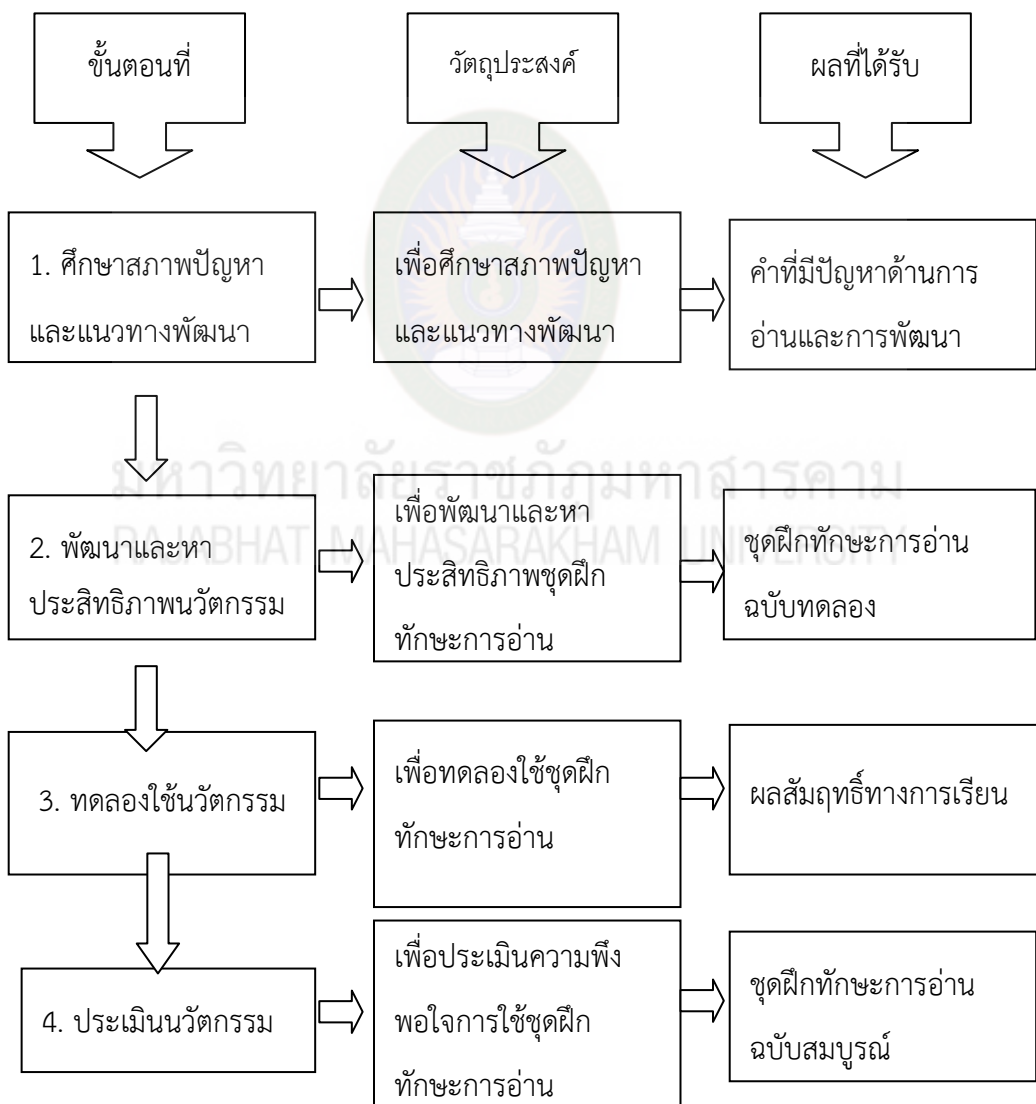 ขั้นตอนที่
วัตถุประสงค์
ผลที่ได้รับ
1. ศึกษาสภาพปัญหา
และแนวทางพัฒนา
เพื่อศึกษาสภาพปัญหา
และแนวทางพัฒนา
คำที่มีปัญหาด้านการ
อ่านและการพัฒนา
มหาวิทยาลัยราชภัฏมหาสารคาม
RAJABHAT MAHASARAKHAM UNIVERSITY
2. พัฒนาและหา
ประสิทธิภาพนวัตกรรม
เพื่อพัฒนาและหา
ประสิทธิภาพชุดฝึก
ทักษะการอ่าน
ชุดฝึกทักษะการอ่าน
ฉบับทดลอง
3. ทดลองใช้นวัตกรรม
เพื่อทดลองใช้ชุดฝึก
ทักษะการอ่าน
ผลสัมฤทธิ์ทางการเรียน
4. ประเมินนวัตกรรม
เพื่อประเมินความพึง
พอใจการใช้ชุดฝึก
ทักษะการอ่าน
ชุดฝึกทักษะการอ่าน
ฉบับสมบูรณ์